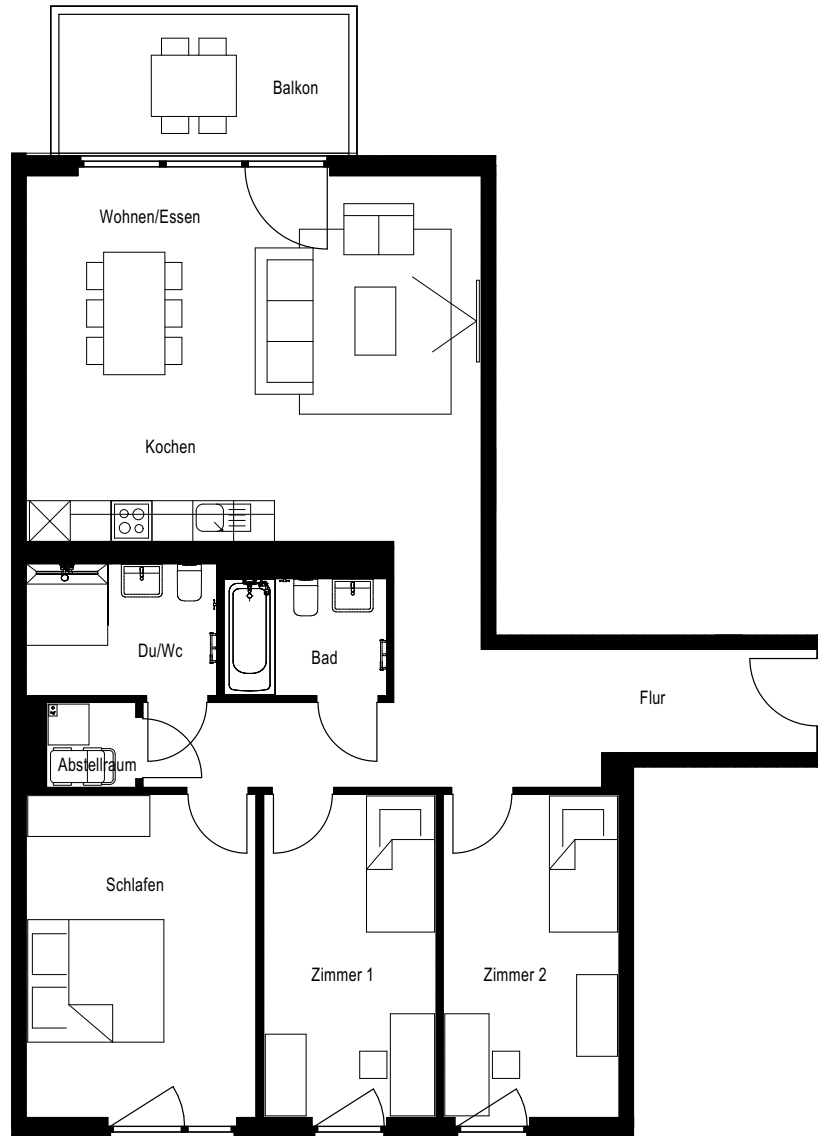 Balkon
Wohnen/Essen
Kochen
Du/Wc
Bad
Flur
Abstellraum
Schlafen
Zimmer 1
Zimmer 2